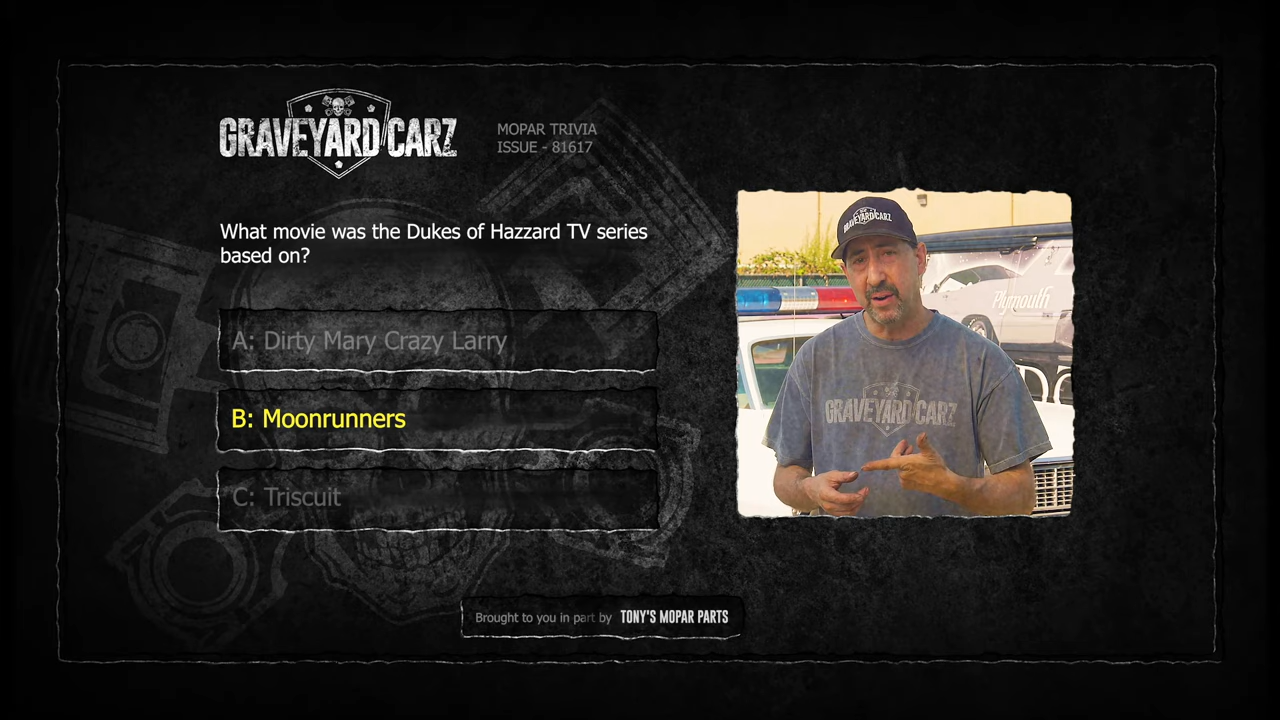 GRAVEYARD CARZ
MOPAR TRIVIA
ISSUE - 81617
What movie was the Dukes of Hazzard TV series
based on?
A: Dirty Mary Crazy Larry
B: Moonrunners
C: Triscuit
GRAVEYARD CARZ
Plymouth
GRAVEYARD CARZ
Brought to you in part by TONY'S MOPAR PARTS